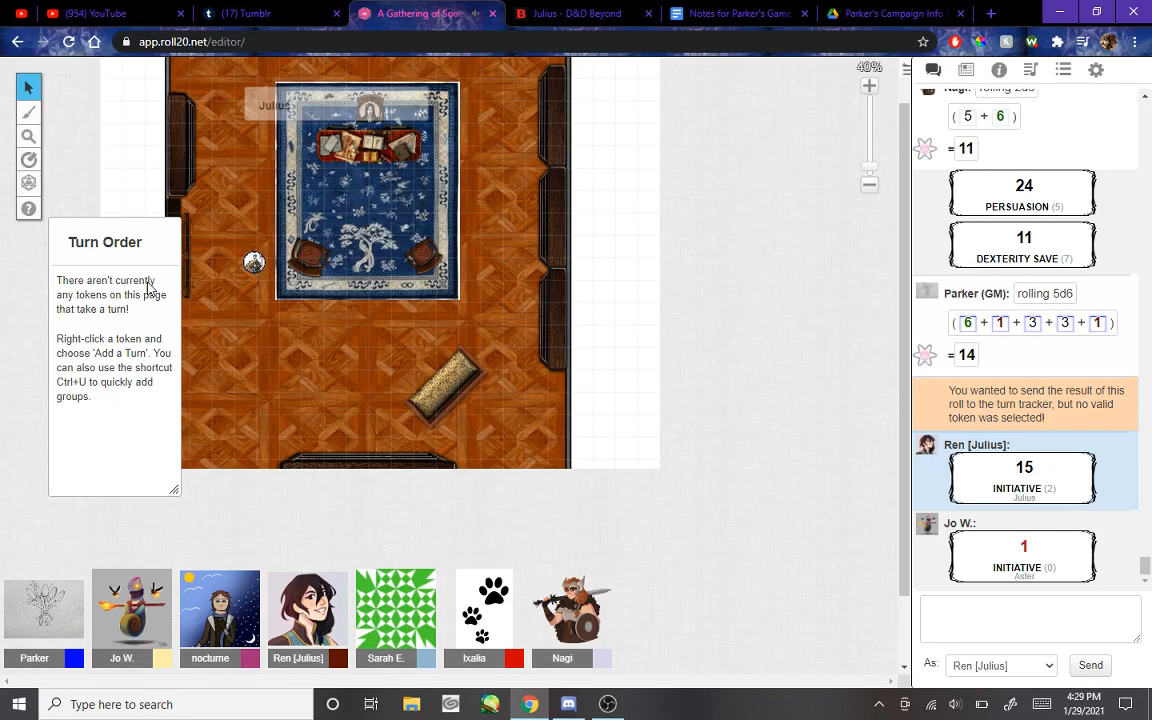 (954) YouTube
(17) Tumblr
A Gathering of Sou
Julius - D&D Beyond
Notes for Parker's Game
Parker's Campaign Info
app.roll20.net/editor/
40%
Julius
Turn Order
There aren't currently
any tokens on this page
that take a turn!
Right-click a token and
choose 'Add a Turn'. You
can also use the shortcut
Ctrl+U to quickly add
groups.
( 5 + 6 )
= 11
24
PERSUASION (5)
11
DEXTERITY SAVE (7)
Parker (GM): rolling 5d6
( 6 + 1 + 3 + 3 + 1 )
= 14
You wanted to send the result of this
roll to the turn tracker, but no valid
token was selected!
Ren [Julius]:
15
INITIATIVE (2)
Julius
Jo W.:
1
INITIATIVE (0)
Aster
Parker
Jo W.
nocturne
Ren [Julius]
Sarah E.
Ixalia
Nagi
As:
Ren [Julius]
Send
Type here to search
4:29 PM
1/29/2021